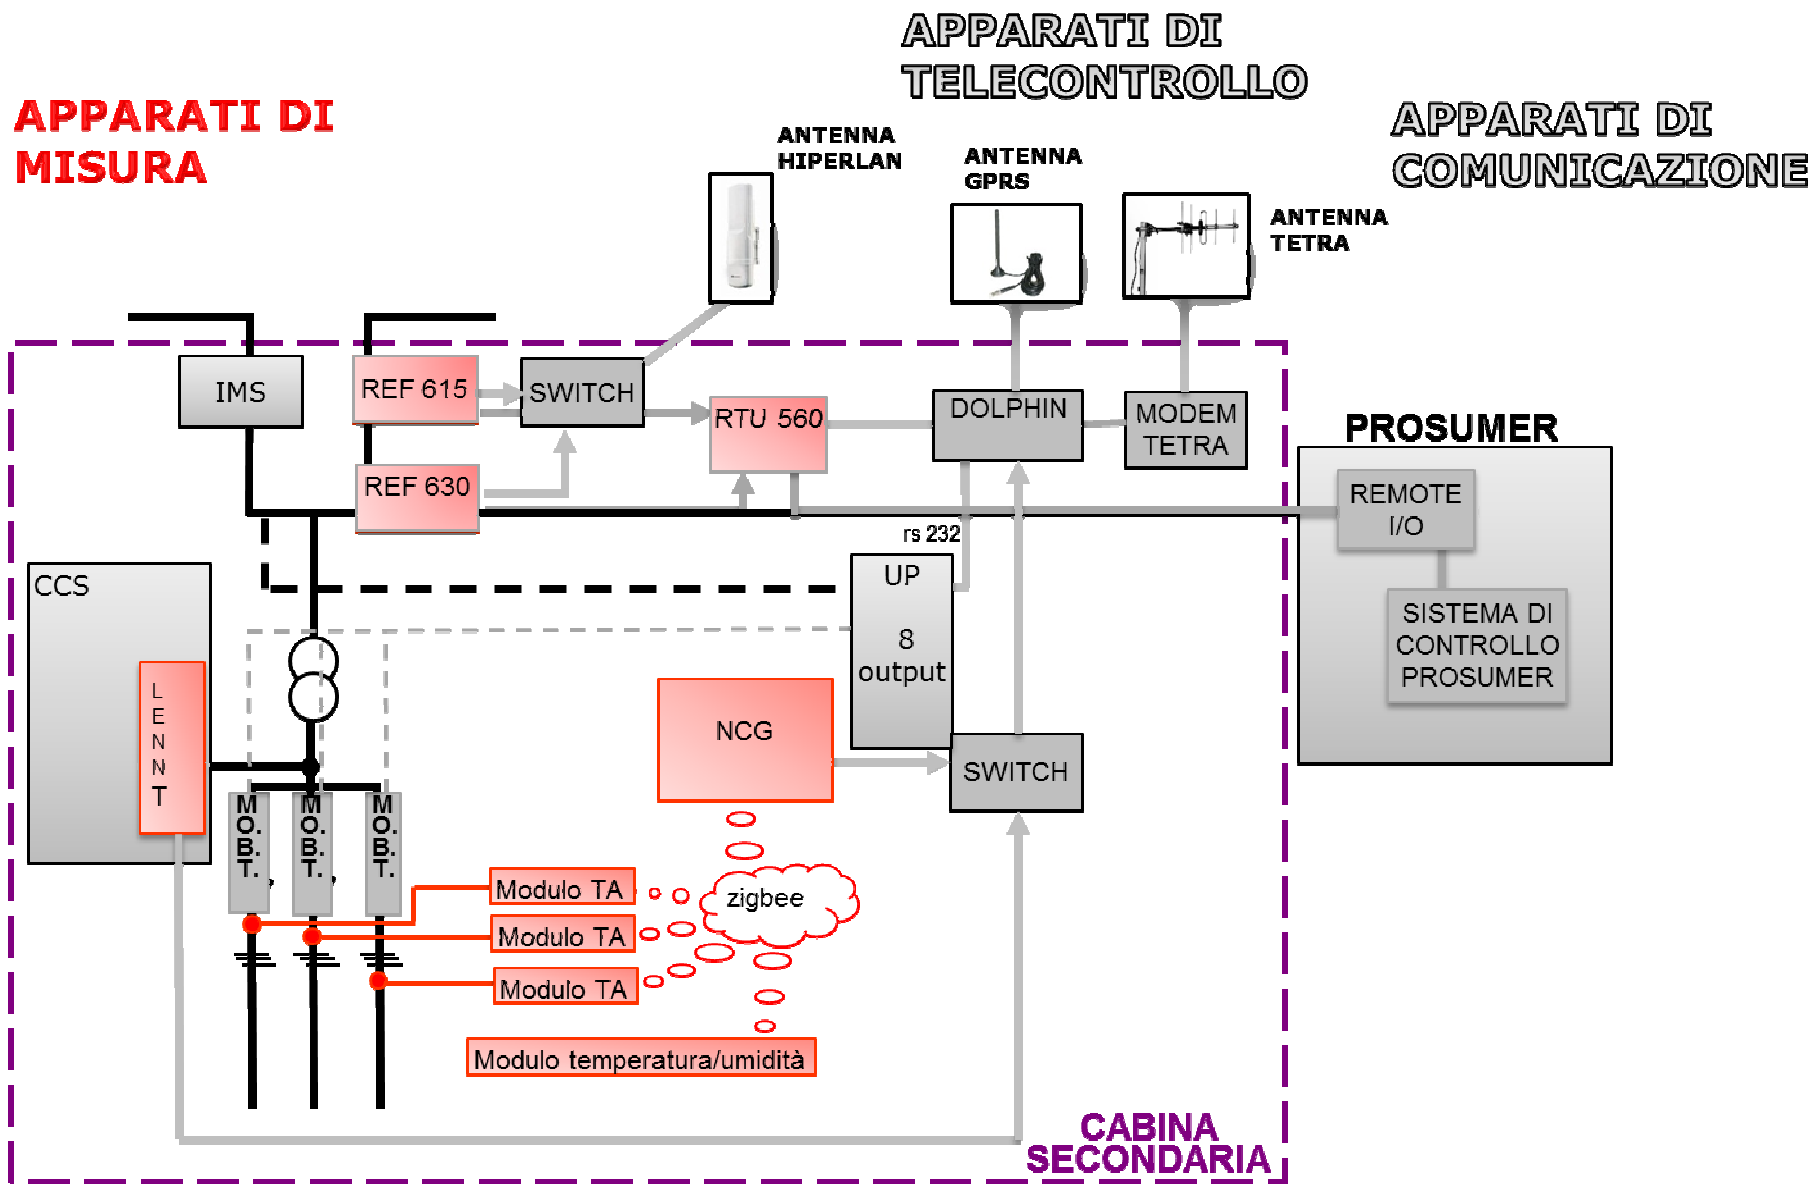 APPARATI DI
TELECONTROLLO
APPARATI DI
MISURA
APPARATI DI
COMUNICAZIONE
ANTENNA
HIPERLAN
ANTENNA
GPRS
ANTENNA
TETRA
IMS
REF 615
SWITCH
RTU 560
DOLPHIN
MODEM
TETRA
PROSUMER
REF 630
REMOTE
I/O
rs 232
CCS
UP
8
output
SISTEMA DI
CONTROLLO
PROSUMER
L
E
N
N
T
NCG
SWITCH
M
O.
B.
T.
M
O.
B.
T.
M
O.
B.
T.
Modulo TA
zigbee
Modulo TA
Modulo TA
Modulo temperatura/umidità
CABINA
SECONDARIA